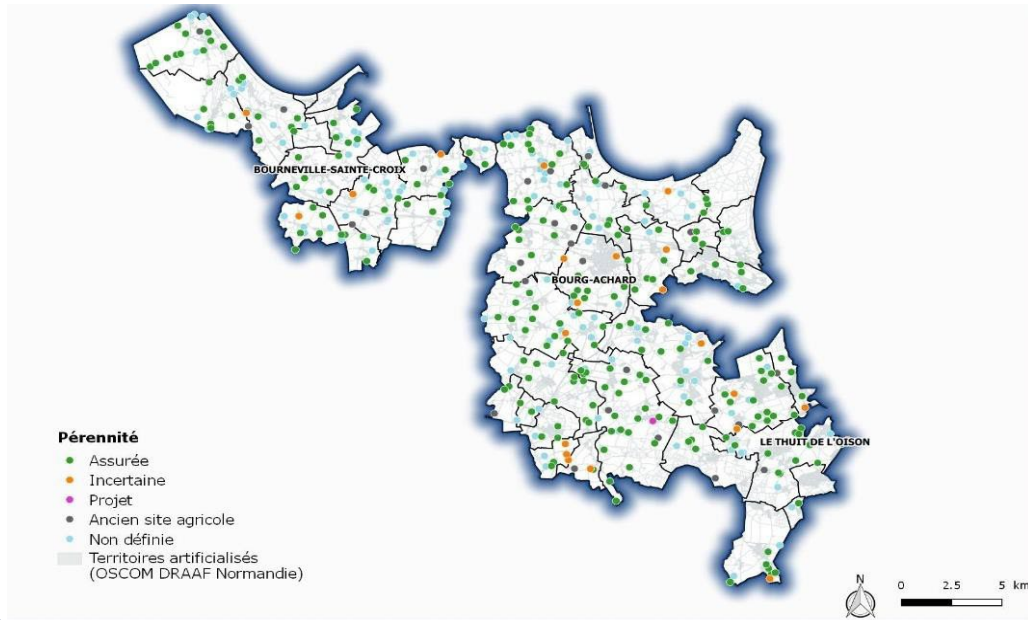 BOURNEVILLE-SAINTE-CROIX
BOURG-ACHARD
LE THUIT DE L'OISON
Pérennité
Assurée
Incertaine
Projet
Ancien site agricole
Non définie
Territoires artificialisés
(OSCOM DRAAF Normandie)
N
0 2.5 5 km